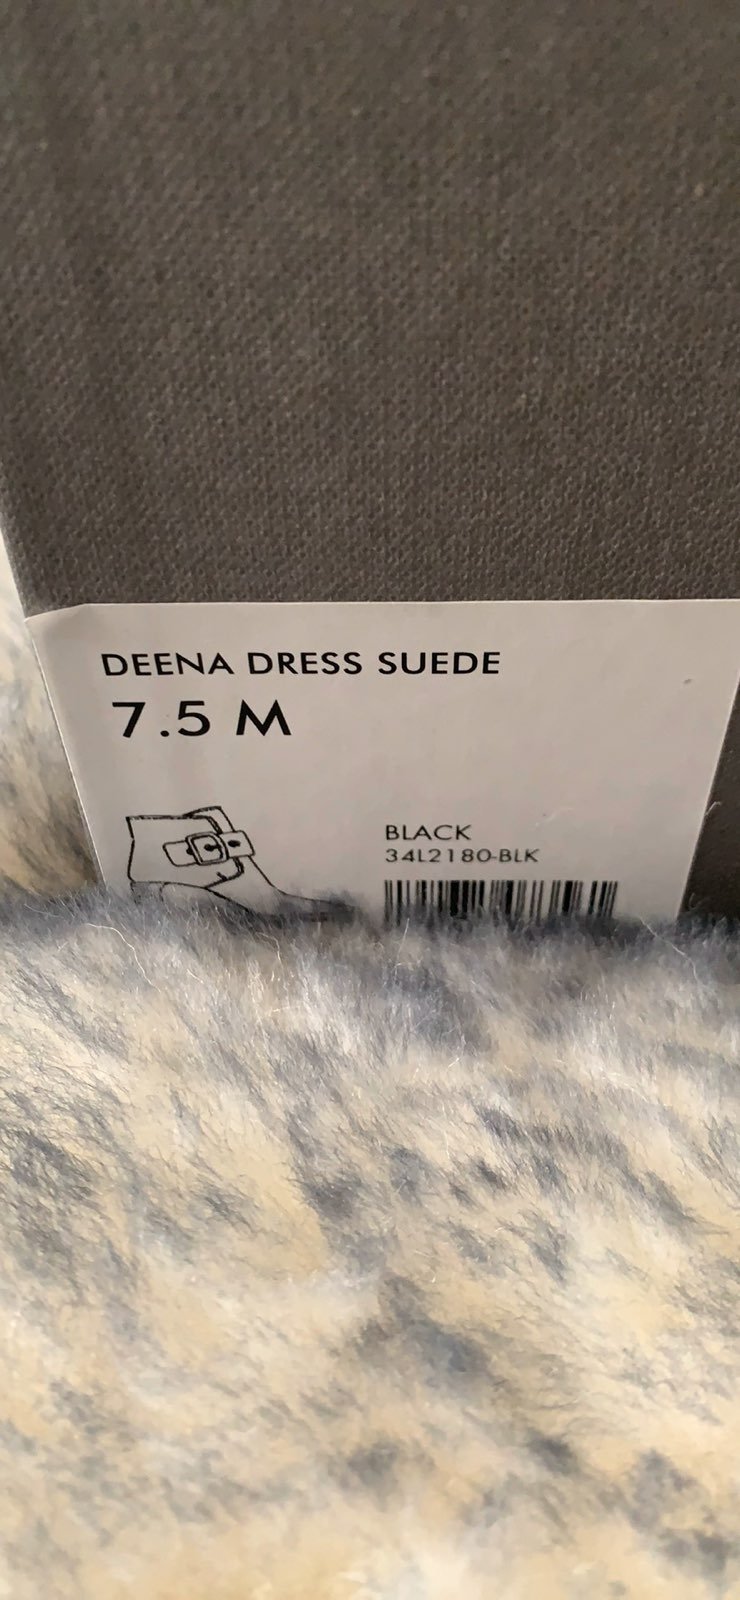 DEENA DRESS SUEDE
7.5 M
BLACK
34L2180-BLK